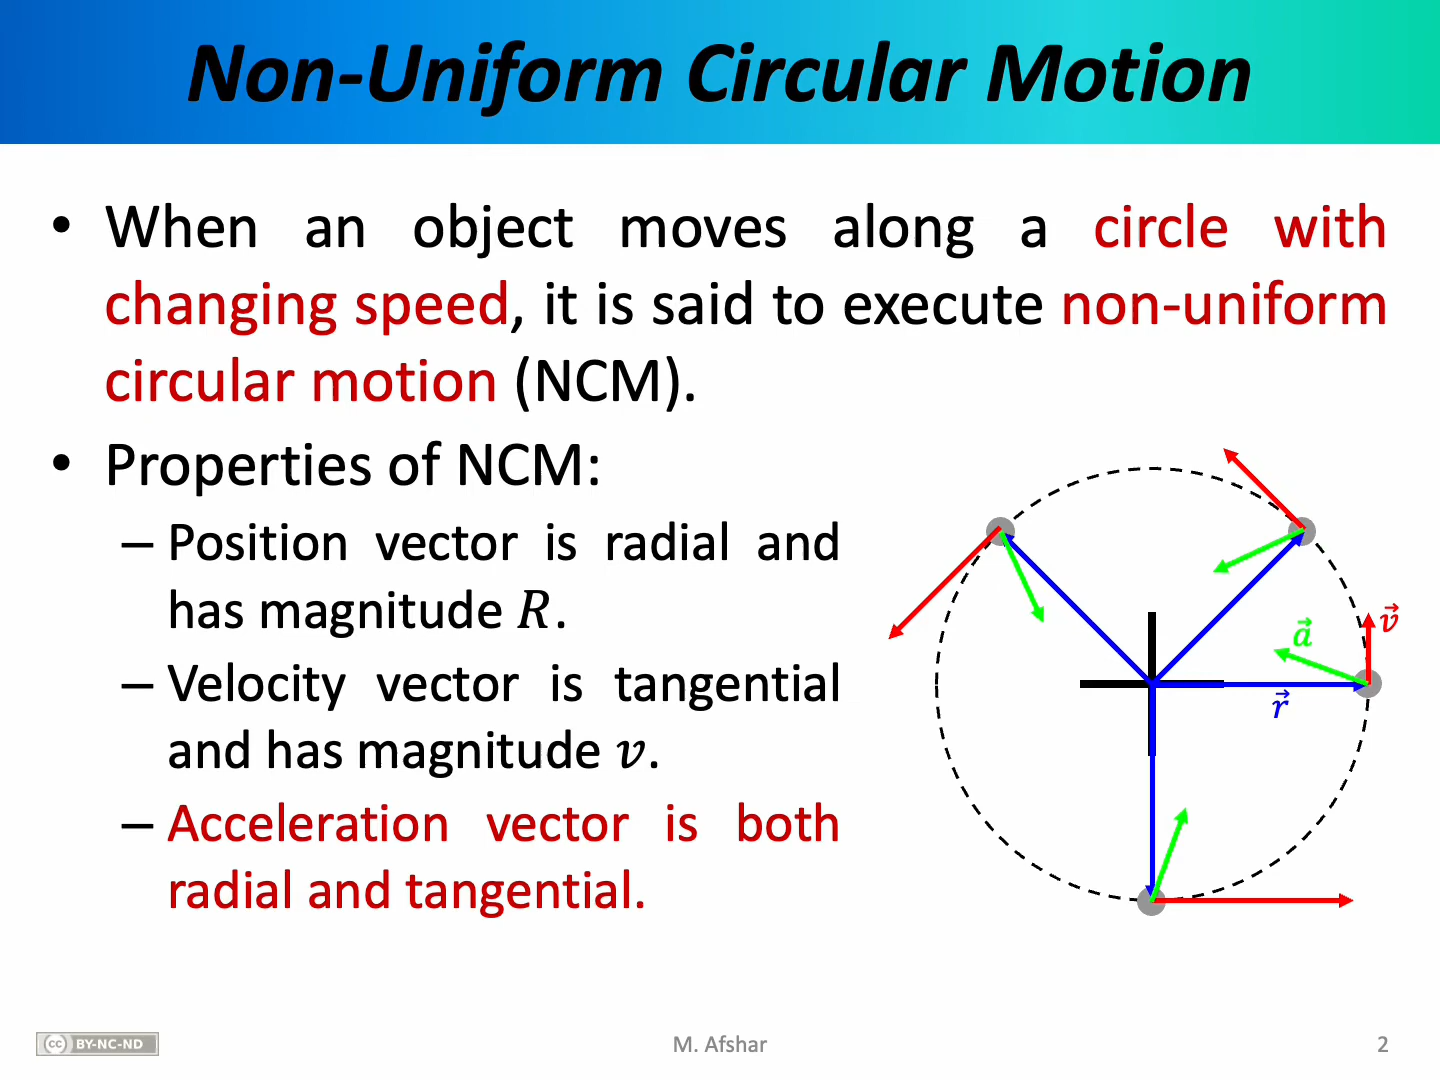 Non-Uniform Circular Motion
• When an object moves along a circle with
changing speed, it is said to execute non-uniform
circular motion (NCM).
• Properties of NCM:
– Position vector is radial and
has magnitude R.
– Velocity vector is tangential
and has magnitude v.
– Acceleration vector is both
radial and tangential.
v⃗
a⃗
r⃗
cc BY-NC-ND
M. Afshar
2